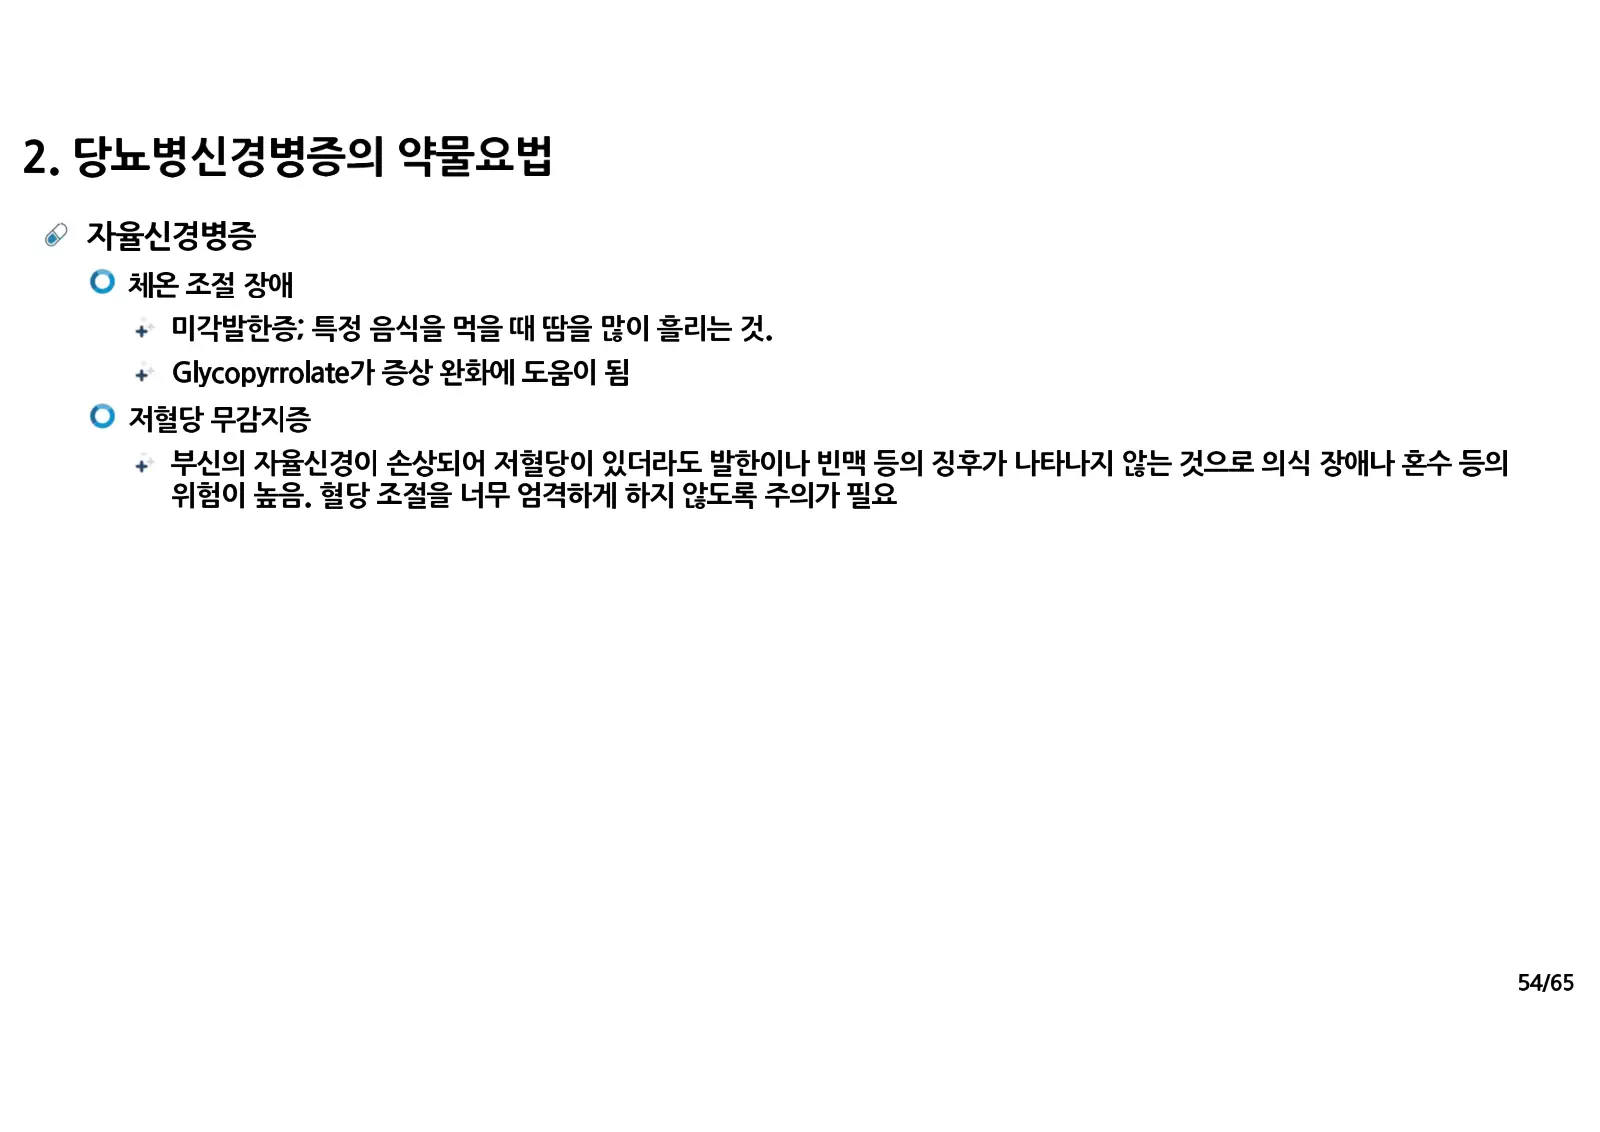 2. 당뇨병신경병증의 약물요법
자율신경병증
체온 조절 장애
미각발한증; 특정 음식을 먹을 때 땀을 많이 흘리는 것.
Glycopyrrolate가 증상 완화에 도움이 됨
저혈당 무감지증
부신의 자율신경이 손상되어 저혈당이 있더라도 발한이나 빈맥 등의 징후가 나타나지 않는 것으로 의식 장애나 혼수 등의
위험이 높음. 혈당 조절을 너무 엄격하게 하지 않도록 주의가 필요
54/65